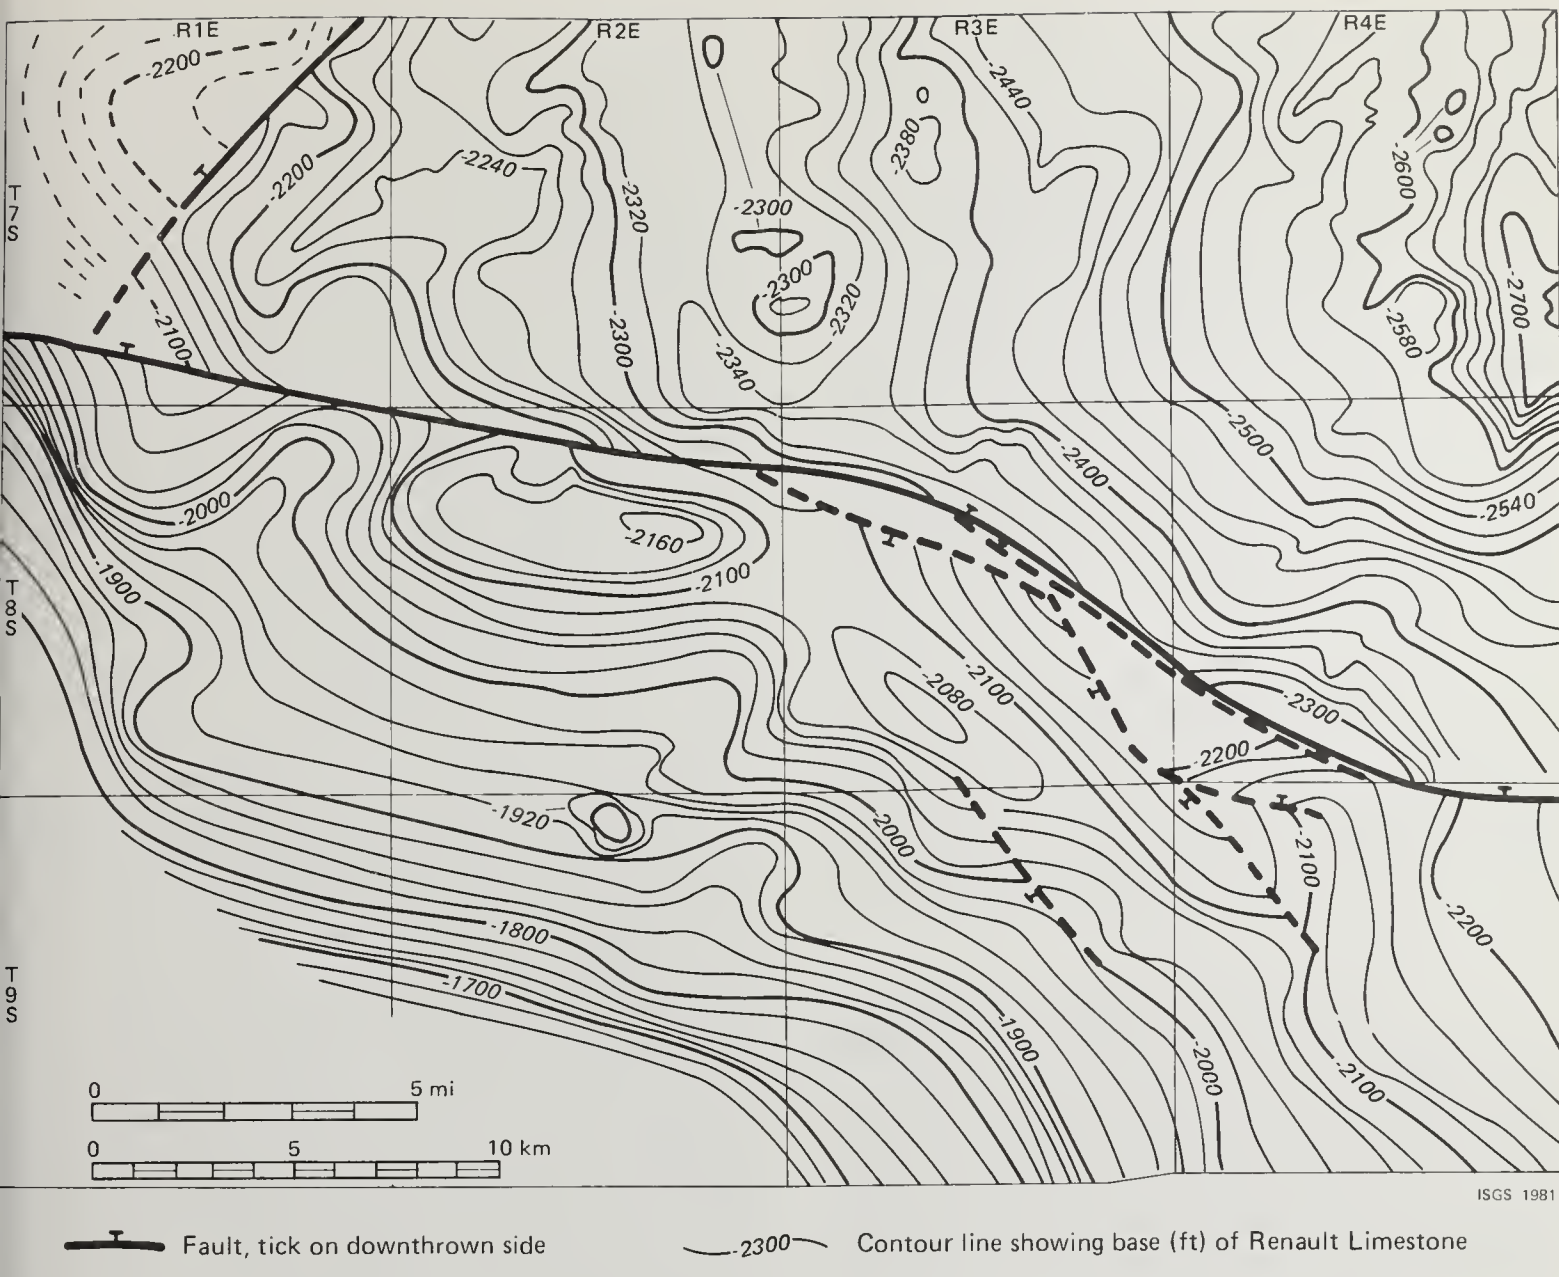 R1E
R2E
R3E
R4E
-2200
-2440
-2380
-2240
-2600
-2200
T
7
S
-2320
-2300
-2300
-2320
-2700
-2100
-2300
-2340
-2580
-2500
-2400
-2000
-2540
-2160
-1900
-2100
T
8
S
-2100
-2080
-2300
-2200
-1920
-2000
-2100
-2200
-1800
T
9
S
-1700
-1900
-2000
-2100
0 5 mi
0 5 10 km
ISGS 1981
Fault, tick on downthrown side
-2300 Contour line showing base (ft) of Renault Limestone